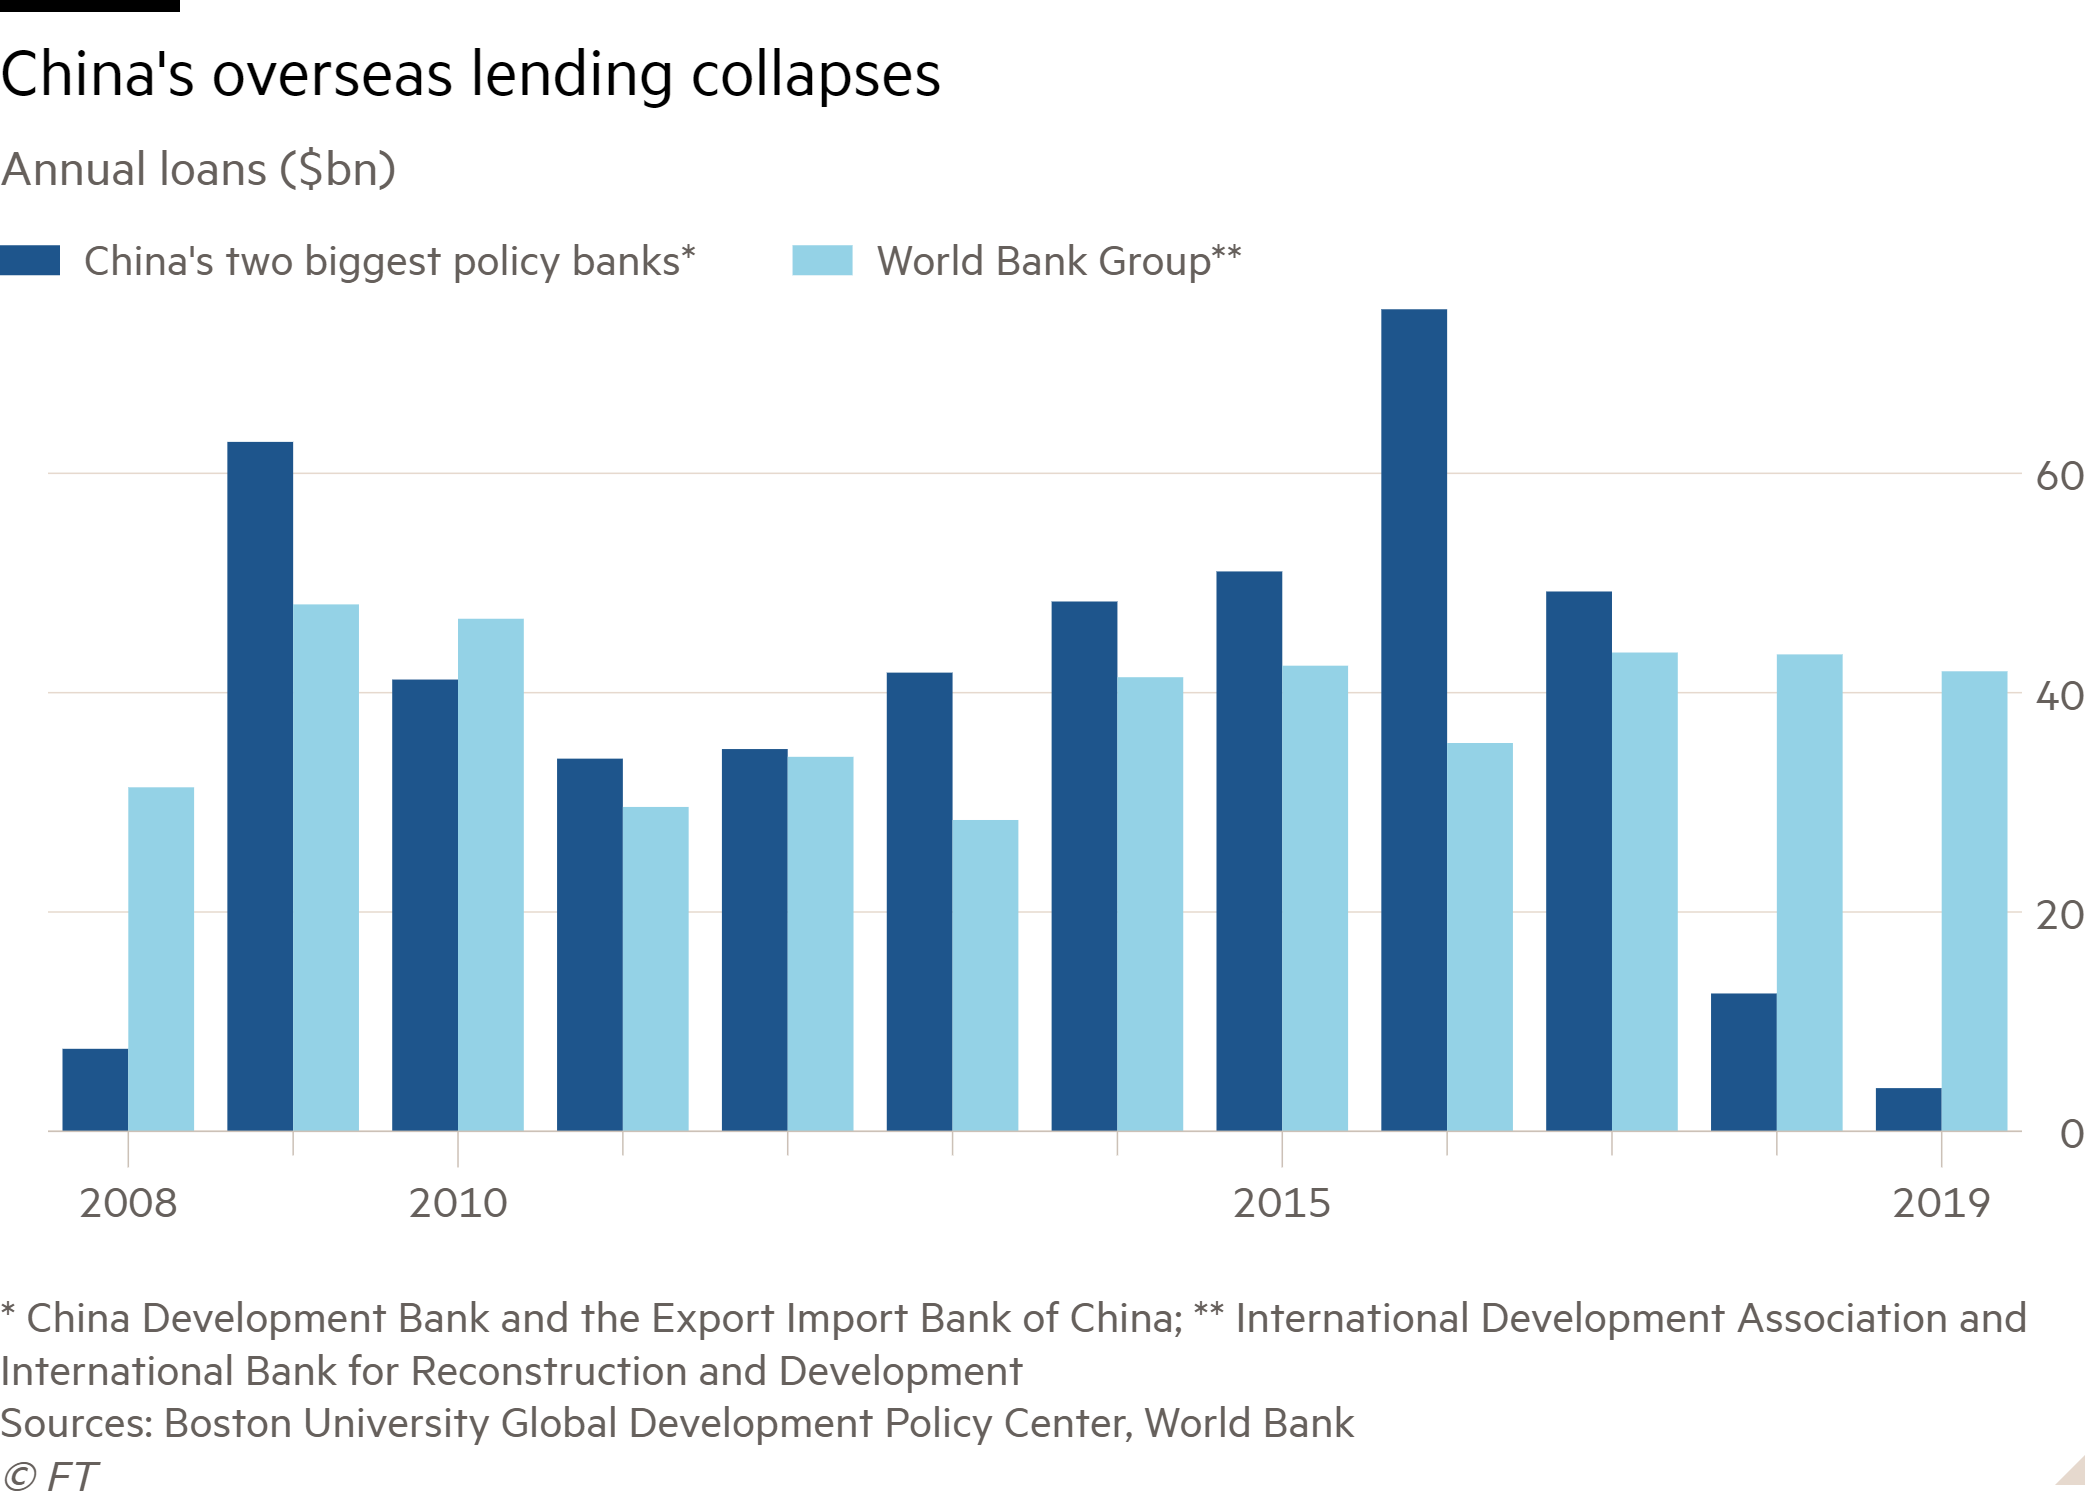 China's overseas lending collapses
Annual loans ($bn)
China's two biggest policy banks* World Bank Group**
60
40
20
0
2008 2010 2015 2019
* China Development Bank and the Export Import Bank of China; ** International Development Association and
International Bank for Reconstruction and Development
Sources: Boston University Global Development Policy Center, World Bank
© FT